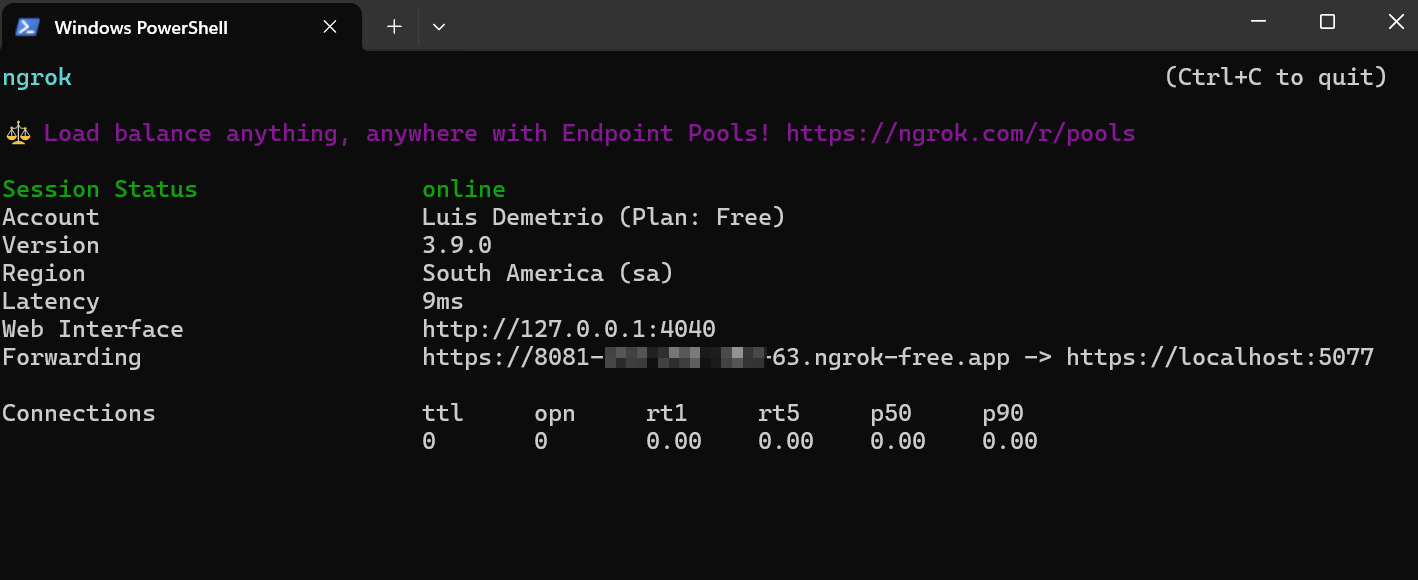 Windows PowerShell
ngrok (Ctrl+C to quit)
Load balance anything, anywhere with Endpoint Pools! https://ngrok.com/r/pools
Session Status online
Account Luis Demetrio (Plan: Free)
Version 3.9.0
Region South America (sa)
Latency 9ms
Web Interface http://127.0.0.1:4040
Forwarding https://8081- -63.ngrok-free.app -> https://localhost:5077
Connections ttl opn rt1 rt5 p50 p90
0 0 0.00 0.00 0.00 0.00